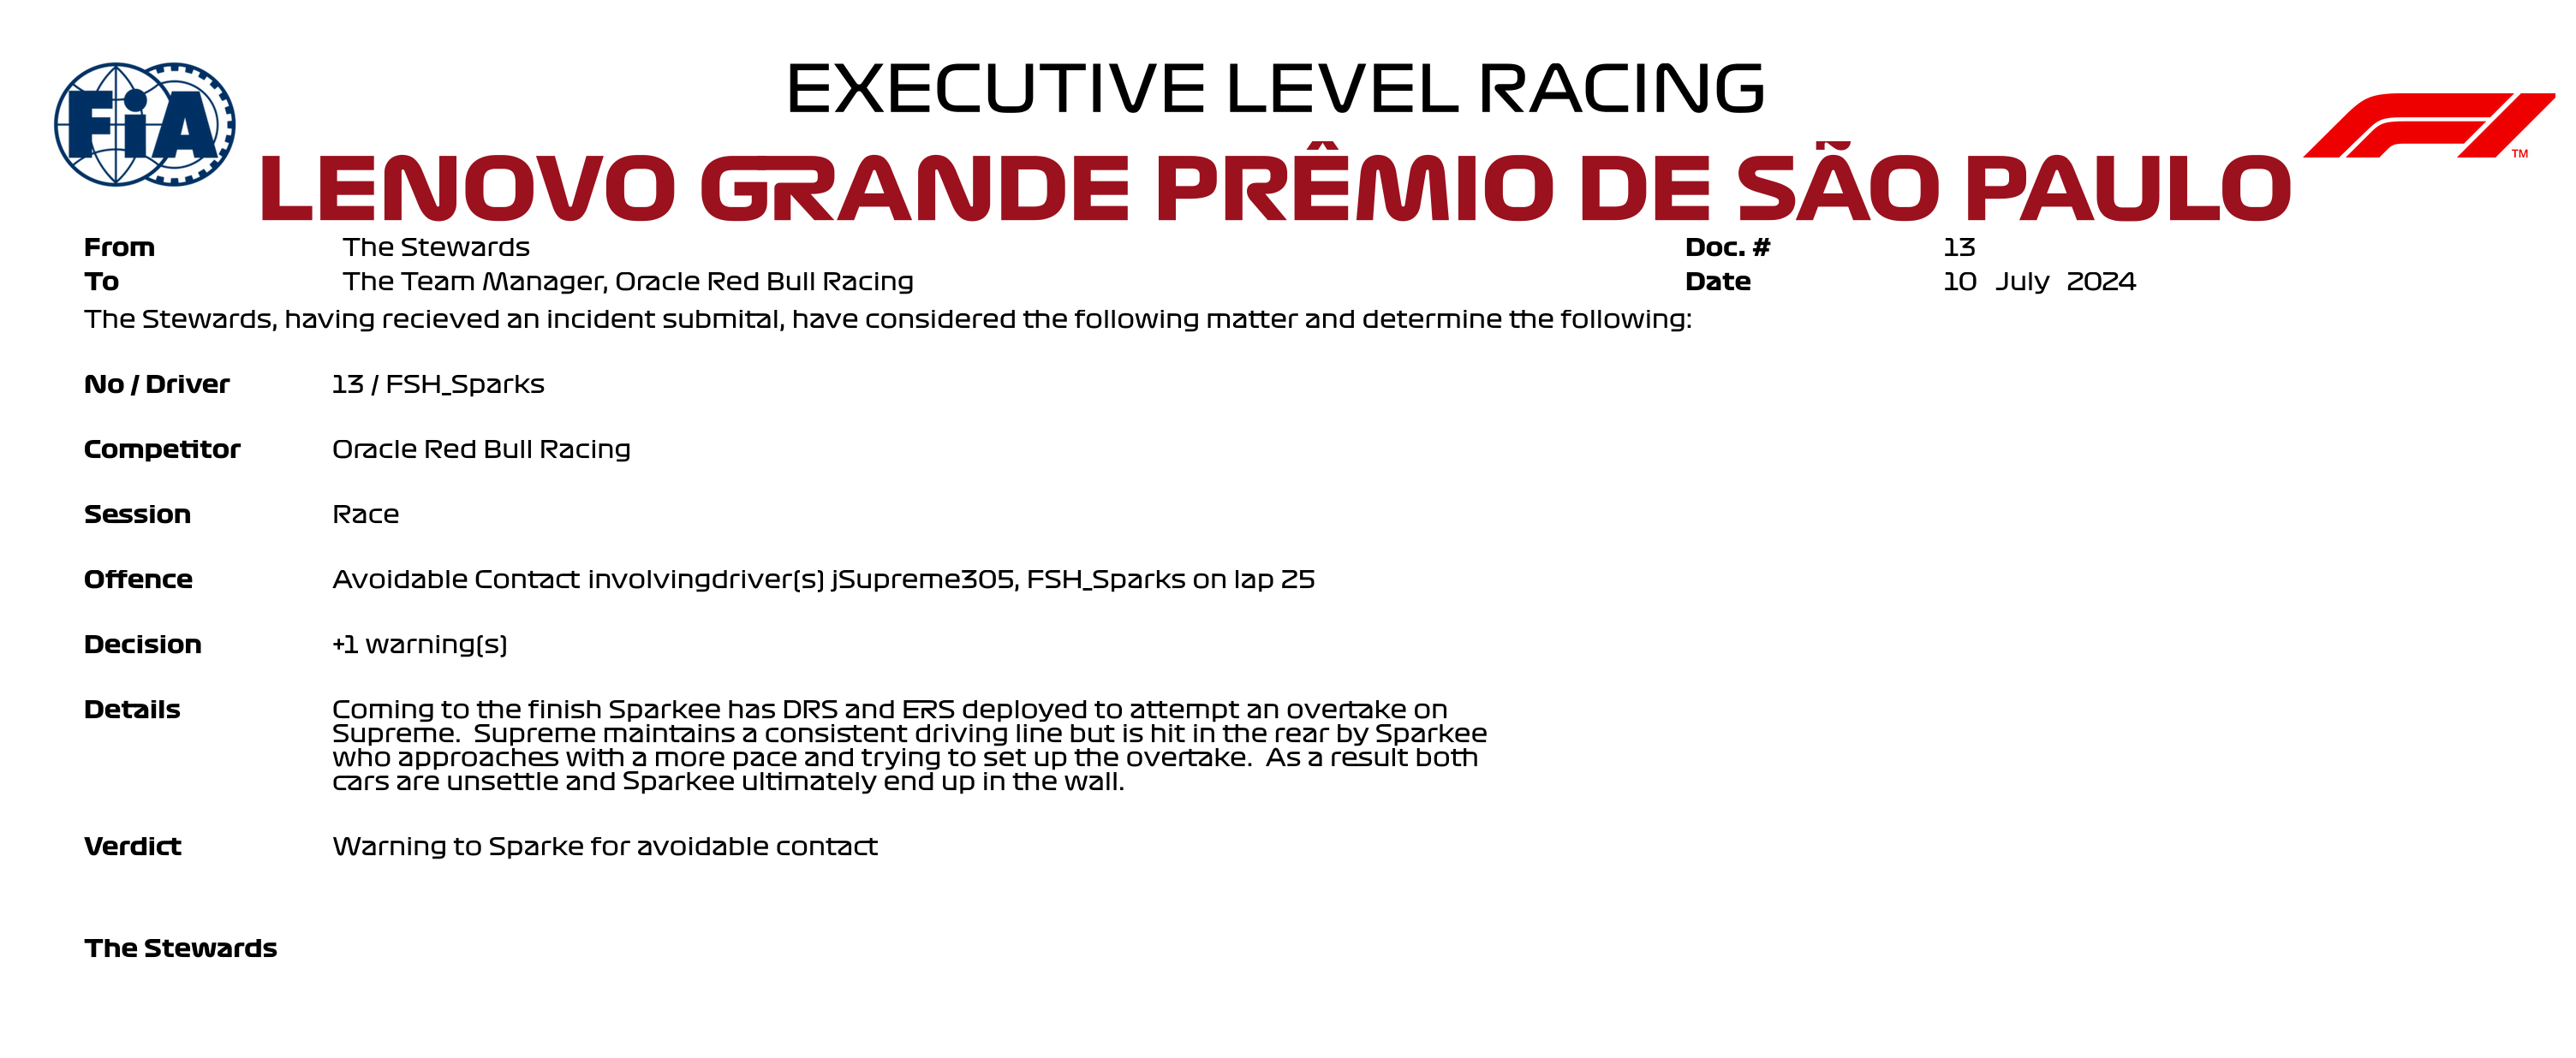 FiA
EXECUTIVE LEVEL RACING
LENOVO GRANDE PRÊMIO DE SÃO PAULO
TM
From The Stewards Doc. # 13
To The Team Manager, Oracle Red Bull Racing Date 10 July 2024
The Stewards, having recieved an incident submital, have considered the following matter and determine the following:
No / Driver 13 / FSH_Sparks
Competitor Oracle Red Bull Racing
Session Race
Offence Avoidable Contact involvingdriver(s) jSupreme305, FSH_Sparks on lap 25
Decision +1 warning(s)
Details Coming to the finish Sparkee has DRS and ERS deployed to attempt an overtake on
Supreme.  Supreme maintains a consistent driving line but is hit in the rear by Sparkee
who approaches with a more pace and trying to set up the overtake.  As a result both
cars are unsettle and Sparkee ultimately end up in the wall.
Verdict Warning to Sparke for avoidable contact
The Stewards